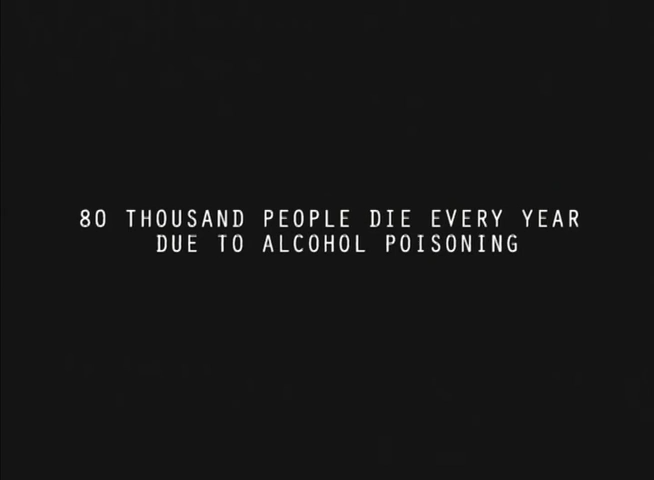 80 THOUSAND PEOPLE DIE EVERY YEAR
DUE TO ALCOHOL POISONING